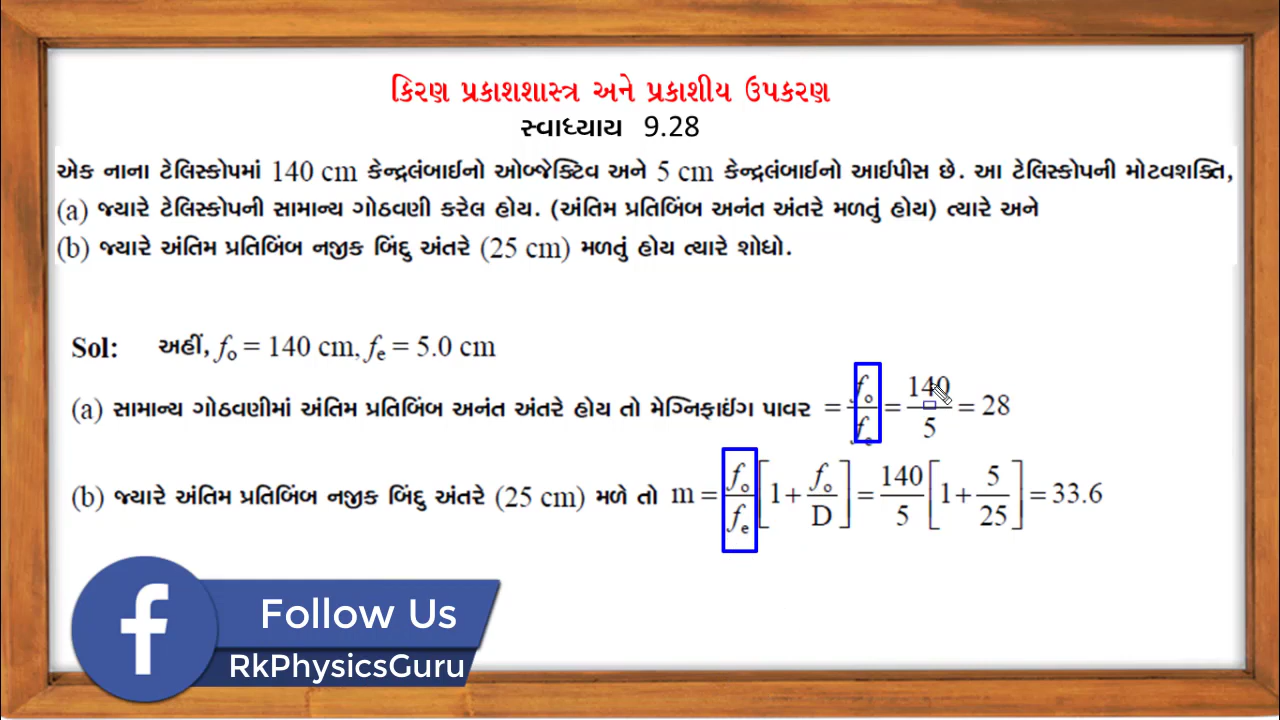 કિરણ પ્રકાશશાસ્ત્ર અને પ્રકાશીય ઉપકરણ
સ્વાધ્યાય 9.28
એક નાના ટેલિસ્કોપમાં 140 cm કેન્દ્રલંબાઈનો ઓબ્જેક્ટિવ અને 5 cm કેન્દ્રલંબાઈનો આઈપીસ છે. આ ટેલિસ્કોપની મોટવશક્તિ,
(a) જ્યારે ટેલિસ્કોપની સામાન્ય ગોઠવણી કરેલ હોય. (અંતિમ પ્રતિબિંબ અનંત અંતરે મળતું હોય) ત્યારે અને
(b) જ્યારે અંતિમ પ્રતિબિંબ નજીક બિંદુ અંતરે (25 cm) મળતું હોય ત્યારે શોધો.
Sol: અહીં, fo = 140 cm, fe = 5.0 cm
(a) સામાન્ય ગોઠવણીમાં અંતિમ પ્રતિબિંબ અનંત અંતરે હોય તો મેગ્નિફાઈંગ પાવર = fo/fe = 140/5 = 28
(b) જ્યારે અંતિમ પ્રતિબિંબ નજીક બિંદુ અંતરે (25 cm) મળે તો m = fo/fe [1 + fo/D] = 140/5 [1 + 5/25] = 33.6
f Follow Us
RkPhysicsGuru